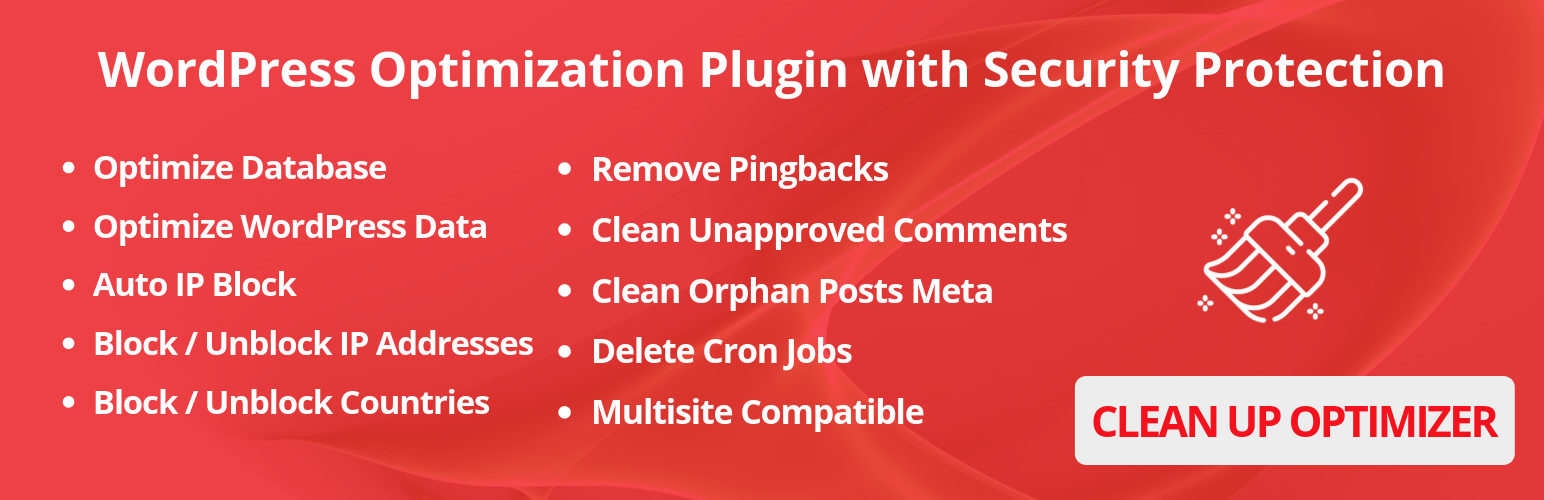 WordPress Optimization Plugin with Security Protection
Optimize Database
Optimize WordPress Data
Auto IP Block
Block / Unblock IP Addresses
Block / Unblock Countries
Remove Pingbacks
Clean Unapproved Comments
Clean Orphan Posts Meta
Delete Cron Jobs
Multisite Compatible
CLEAN UP OPTIMIZER